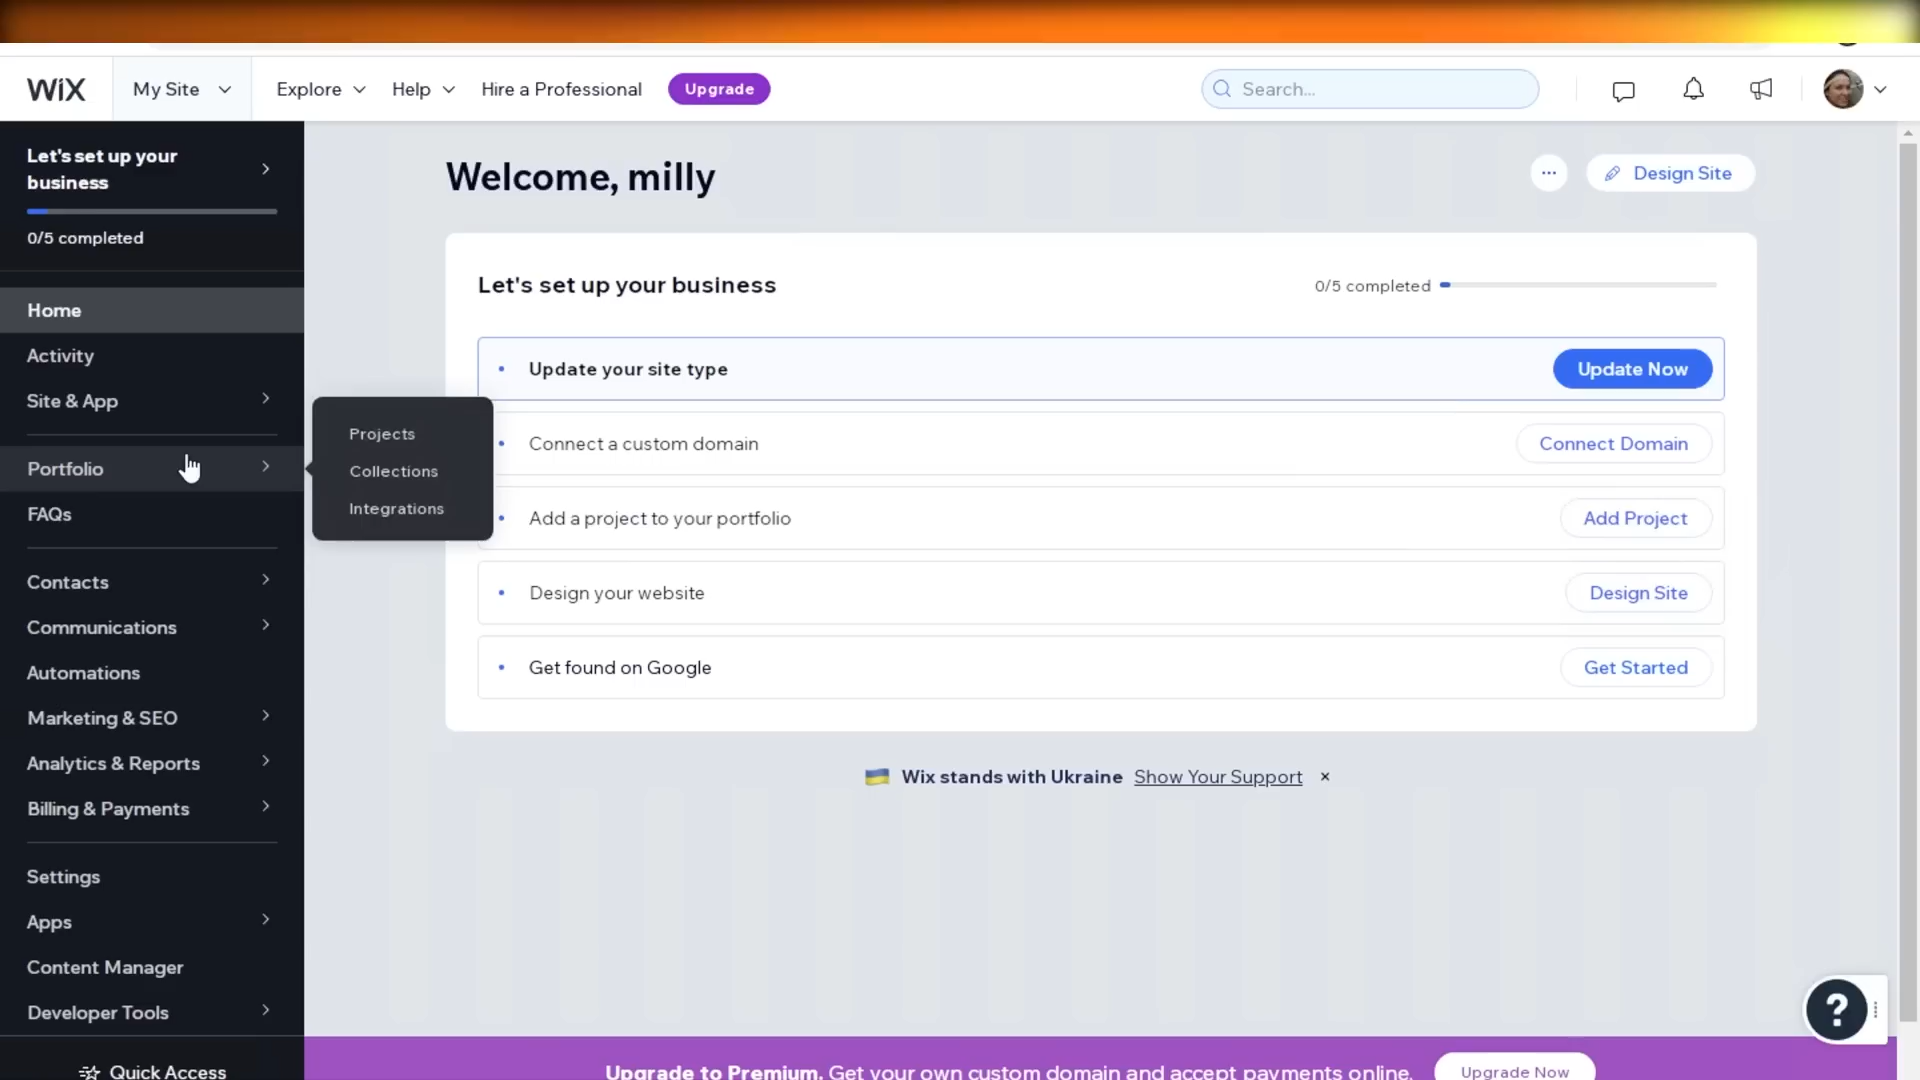 WiX
My Site
Explore
Help
Hire a Professional
Upgrade
Search...
Let's set up your
business
0/5 completed
Home
Activity
Site & App
Portfolio
FAQs
Contacts
Communications
Automations
Marketing & SEO
Analytics & Reports
Billing & Payments
Settings
Apps
Content Manager
Developer Tools
Quick Access
Projects
Collections
Integrations
Welcome, milly
... Design Site
Let's set up your business 0/5 completed
Update your site type Update Now
Connect a custom domain Connect Domain
Add a project to your portfolio Add Project
Design your website Design Site
Get found on Google Get Started
Wix stands with Ukraine Show Your Support ×
?
Upgrade to Premium. Get your own custom domain and accept payments online. Upgrade Now